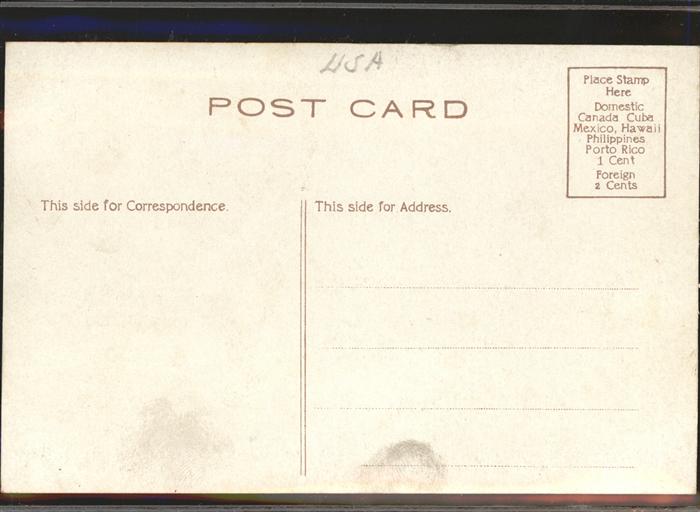 USA
POST CARD
Place Stamp
Here
Domestic
Canada Cuba
Mexico, Hawaii
Philippines
Porto Rico
1 Cent
Foreign
2 Cents
This side for Correspondence.
This side for Address.